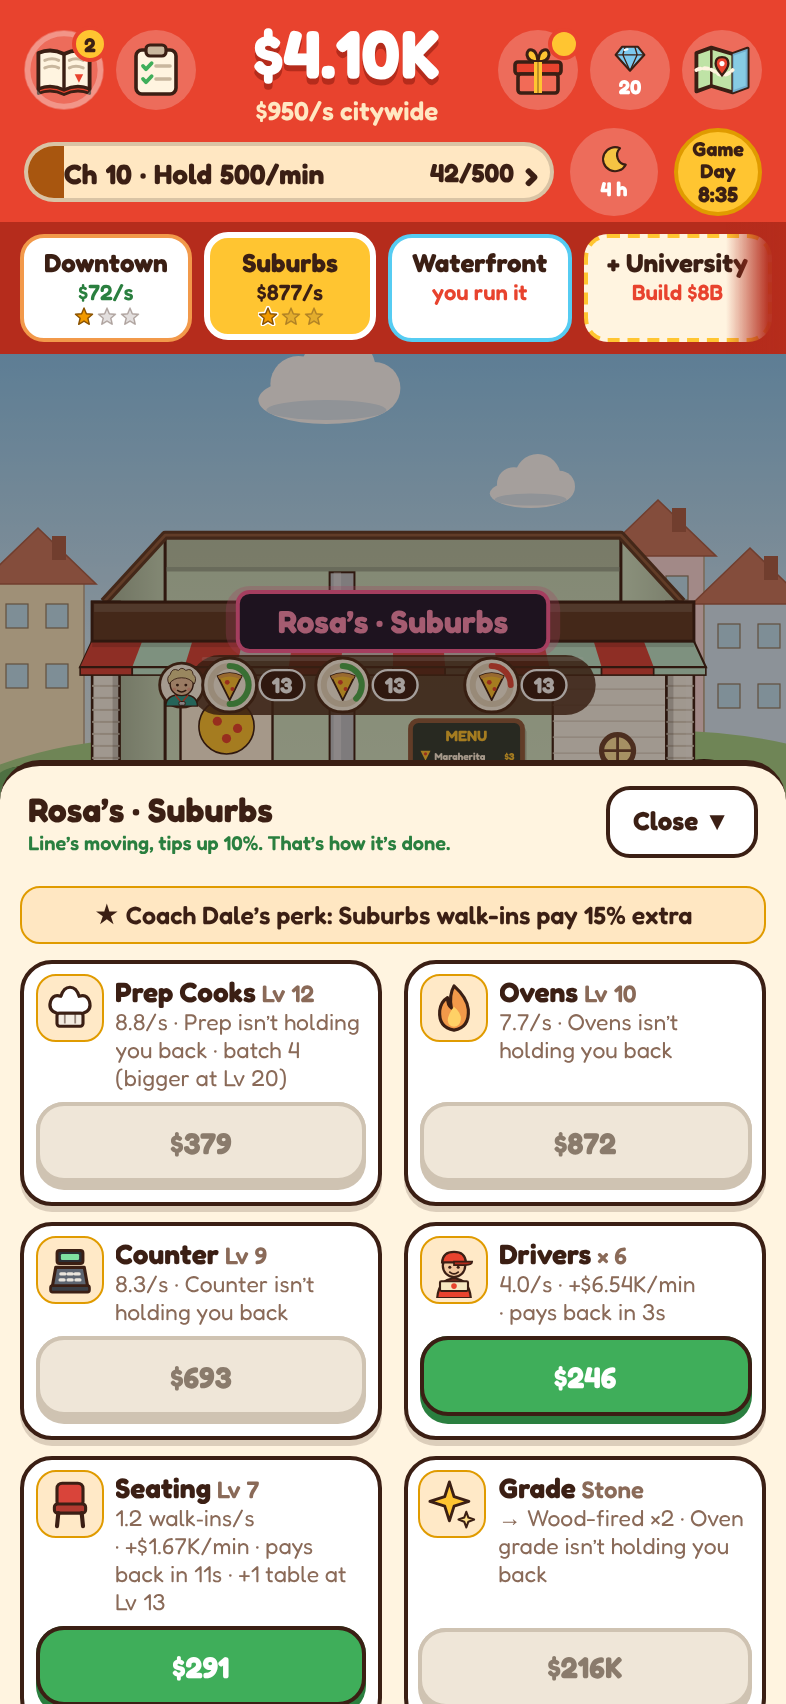 2
$4.10K
$950/s citywide
20
Ch 10 · Hold 500/min 42/500 ›
4 h
Game
Day
8:35
Downtown
$72/s
Suburbs
$877/s
Waterfront
you run it
+ University
Build $8B
Rosa's · Suburbs
13 13 13
MENU
Margherita $3
Rosa's · Suburbs
Line's moving, tips up 10%. That's how it's done.
Close ▼
★ Coach Dale's perk: Suburbs walk-ins pay 15% extra
Prep Cooks Lv 12
8.8/s · Prep isn't holding
you back · batch 4
(bigger at Lv 20)
$379
Ovens Lv 10
7.7/s · Ovens isn't
holding you back
$872
Counter Lv 9
8.3/s · Counter isn't
holding you back
$693
Drivers × 6
4.0/s · +$6.54K/min
· pays back in 3s
$246
Seating Lv 7
1.2 walk-ins/s
· +$1.67K/min · pays
back in 11s · +1 table at
Lv 13
$291
Grade Stone
→ Wood-fired ×2 · Oven
grade isn't holding you
back
$216K